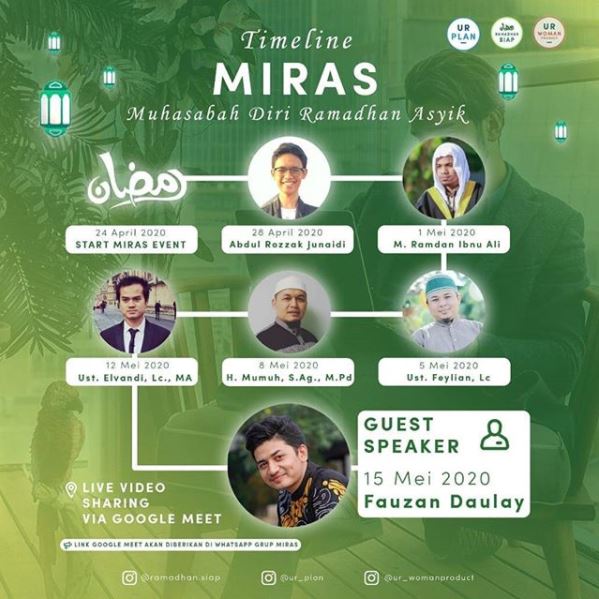 Timeline
MIRAS
Muhasabah Diri Ramadhan Asyik
UR
PLAN
RAMADHAN
SIAP
UR
WOMAN
PRODUCT
رمضان
24 April 2020
START MIRAS EVENT
28 April 2020
Abdul Rozzak Junaidi
1 Mei 2020
M. Ramdan Ibnu Ali
12 Mei 2020
Ust. Elvandi, Lc., MA
8 Mei 2020
H. Mumuh, S.Ag., M.Pd
5 Mei 2020
Ust. Feylian, Lc
GUEST
SPEAKER
15 Mei 2020
Fauzan Daulay
LIVE VIDEO
SHARING
VIA GOOGLE MEET
LINK GOOGLE MEET AKAN DIBERIKAN DI WHATSAPP GRUP MIRAS
@ramadhan.siap
@ur_plan
@ur_womanproduct